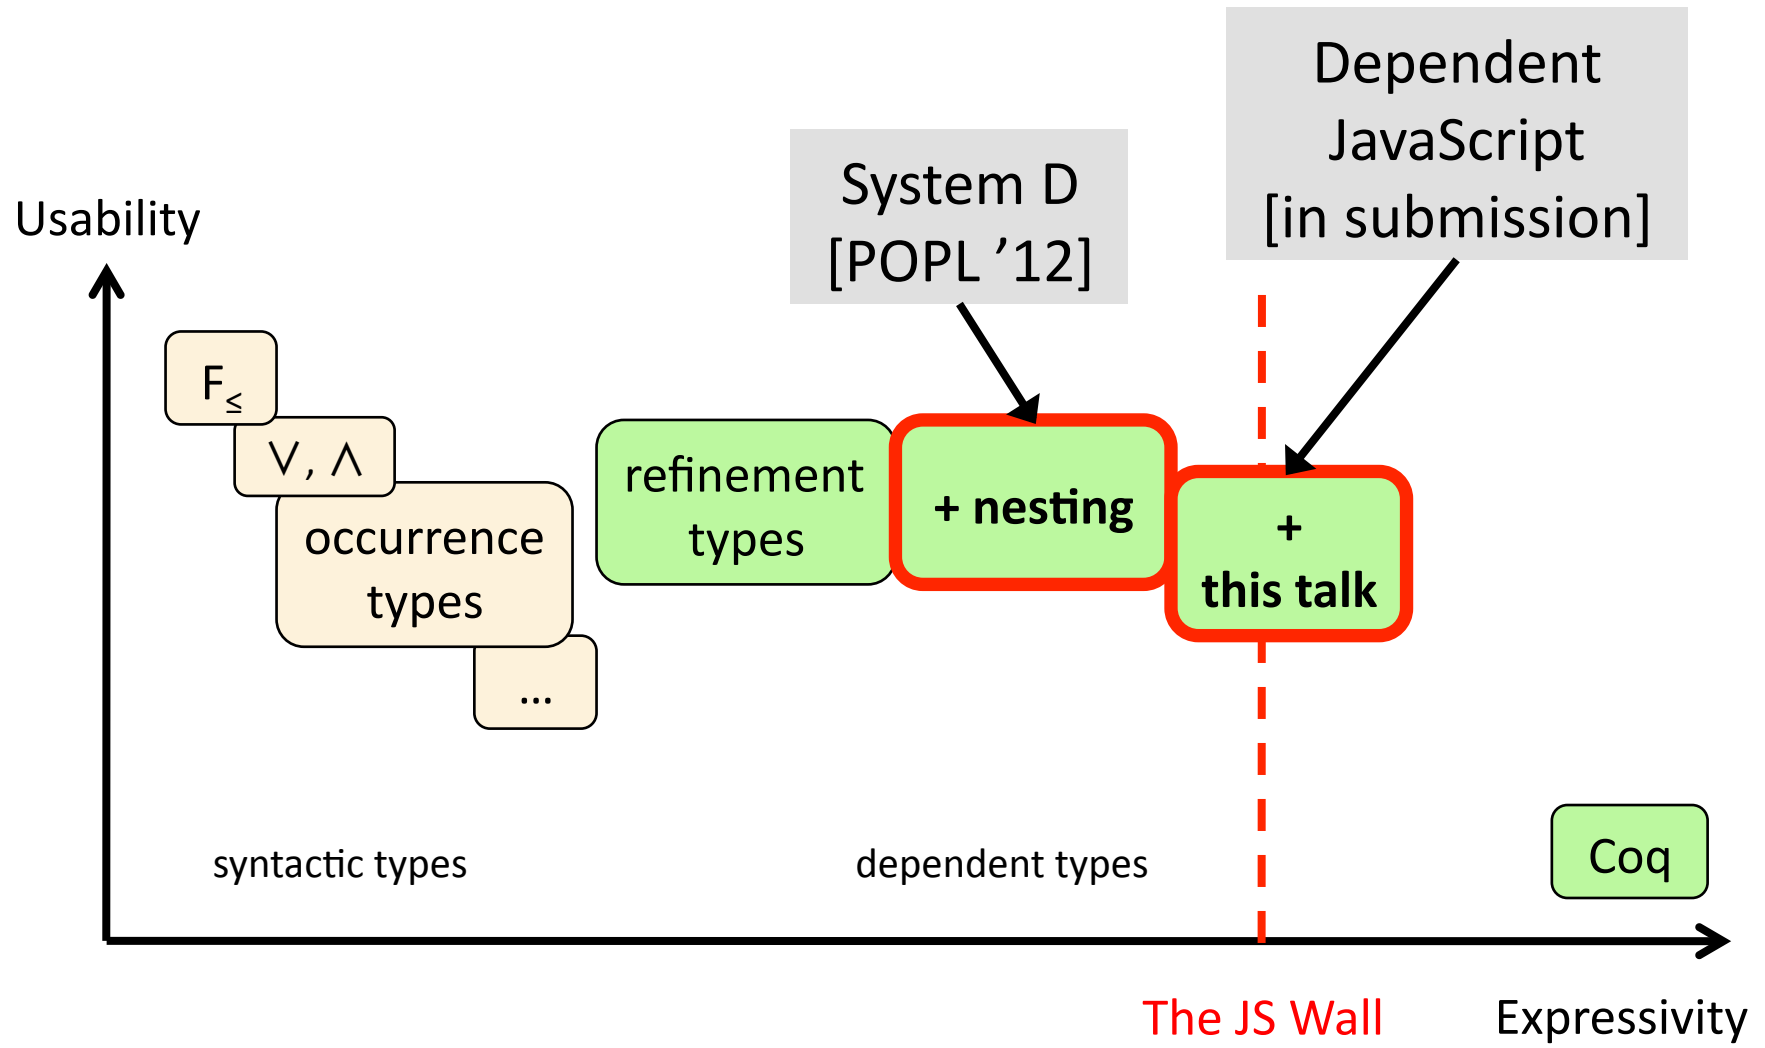 Dependent
JavaScript
[in submission]
System D
[POPL ’12]
Usability
F≤
∨, ∧
occurrence
types
...
refinement
types
+ nesting
+
this talk
syntactic types
dependent types
Coq
The JS Wall
Expressivity